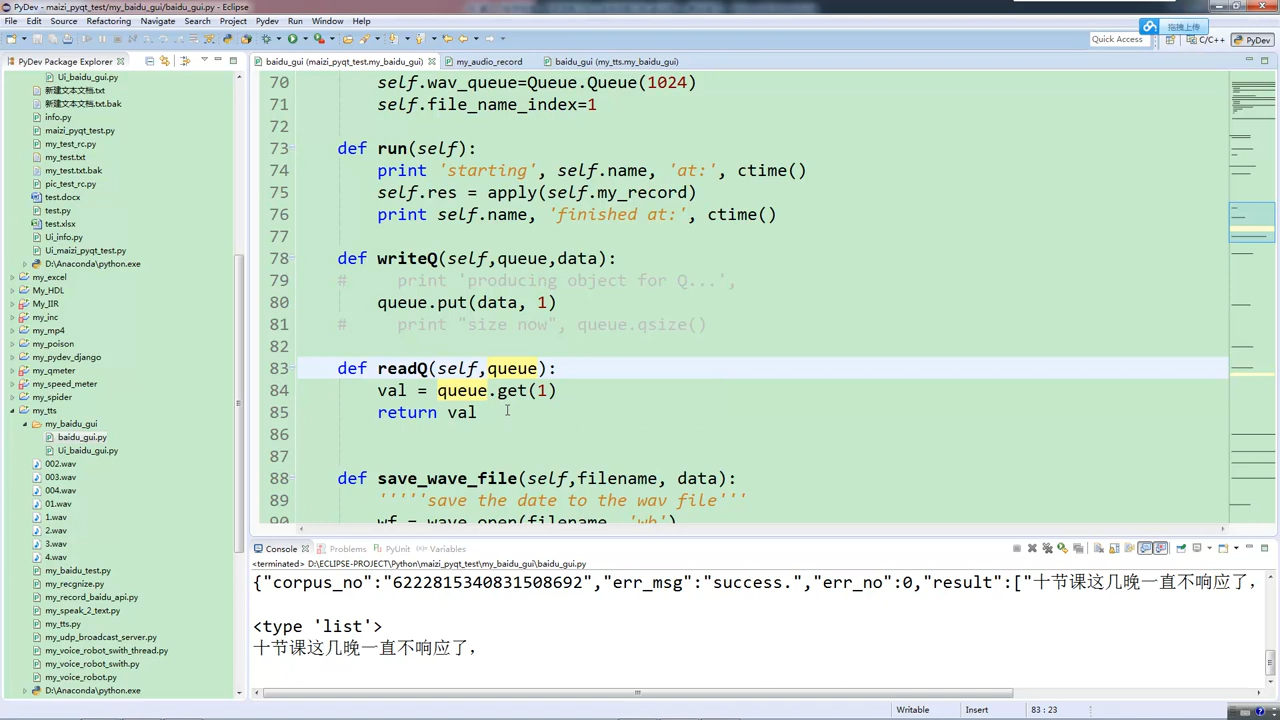 PyDev - maizi_pyqt_test/my_baidu_gui/baidu_gui.py - Eclipse
File Edit Source Refactoring Navigate Search Project Pydev Run Window Help
拖拽上传
Quick Access
C/C++
PyDev
PyDev Package Explorer
Ui_baidu_gui.py
新建文本文档.txt
新建文本文档.txt.bak
info.py
maizi_pyqt_test.py
my_test_rc.py
my_test.txt
my_test.txt.bak
pic_test_rc.py
test.docx
test.py
test.xlsx
Ui_info.py
Ui_maizi_pyqt_test.py
D:\Anaconda\python.exe
my_excel
My_HDL
My_IIR
my_inc
my_mp4
my_poison
my_pydev_django
my_qmeter
my_speed_meter
my_spider
my_tts
my_baidu_gui
baidu_gui.py
Ui_baidu_gui.py
002.wav
003.wav
004.wav
01.wav
1.wav
2.wav
3.wav
4.wav
my_baidu_test.py
my_recgnize.py
my_record_baidu_api.py
my_speak_2_text.py
my_tts.py
my_udp_broadcast_server.py
my_voice_robot_swith_thread.py
my_voice_robot_swith.py
my_voice_robot.py
D:\Anaconda\python.exe
baidu_gui (maizi_pyqt_test.my_baidu_gui)
my_audio_record
baidu_gui (my_tts.my_baidu_gui)
70 self.wav_queue=Queue.Queue(1024)
71 self.file_name_index=1
72
73 def run(self):
74 print 'starting', self.name, 'at:', ctime()
75 self.res = apply(self.my_record)
76 print self.name, 'finished at:', ctime()
77
78 def writeQ(self,queue,data):
79 # print 'producing object for Q...',
80 queue.put(data, 1)
81 # print "size now", queue.qsize()
82
83 def readQ(self,queue):
84 val = queue.get(1)
85 return val
86
87
88 def save_wave_file(self,filename, data):
89 '''''save the date to the wav file'''
90 wf = wave.open(filename, 'wb')
Console Problems PyUnit Variables
<terminated> D:\ECLIPSE-PROJECT\Python\maizi_pyqt_test\my_baidu_gui\baidu_gui.py
{"corpus_no":"6222815340831508692","err_msg":"success.","err_no":0,"result":["十节课这几晚一直不响应了，
<type 'list'>
十节课这几晚一直不响应了，
Writable Insert 83 : 23